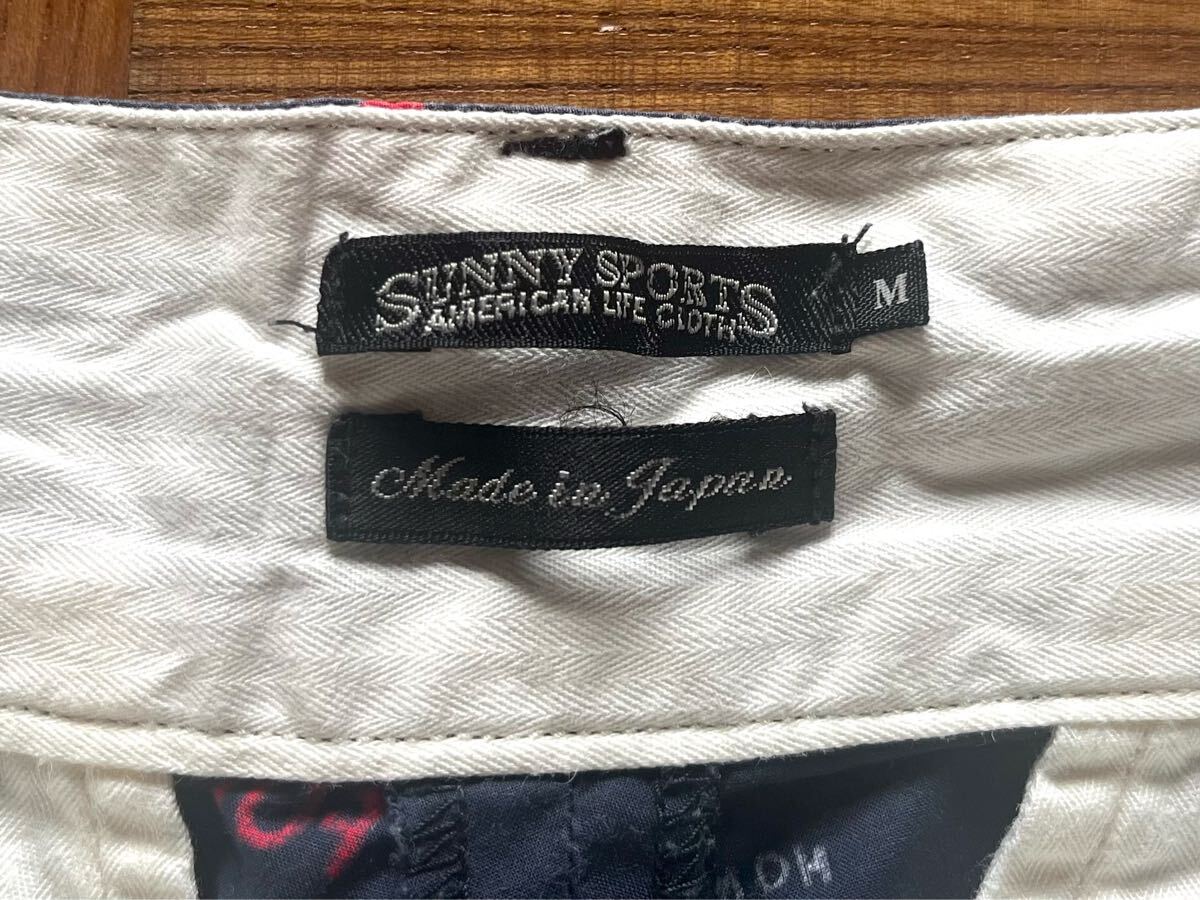 SUNNY SPORTS
AMERICAN LIFE CLOTH
M
Made in Japan